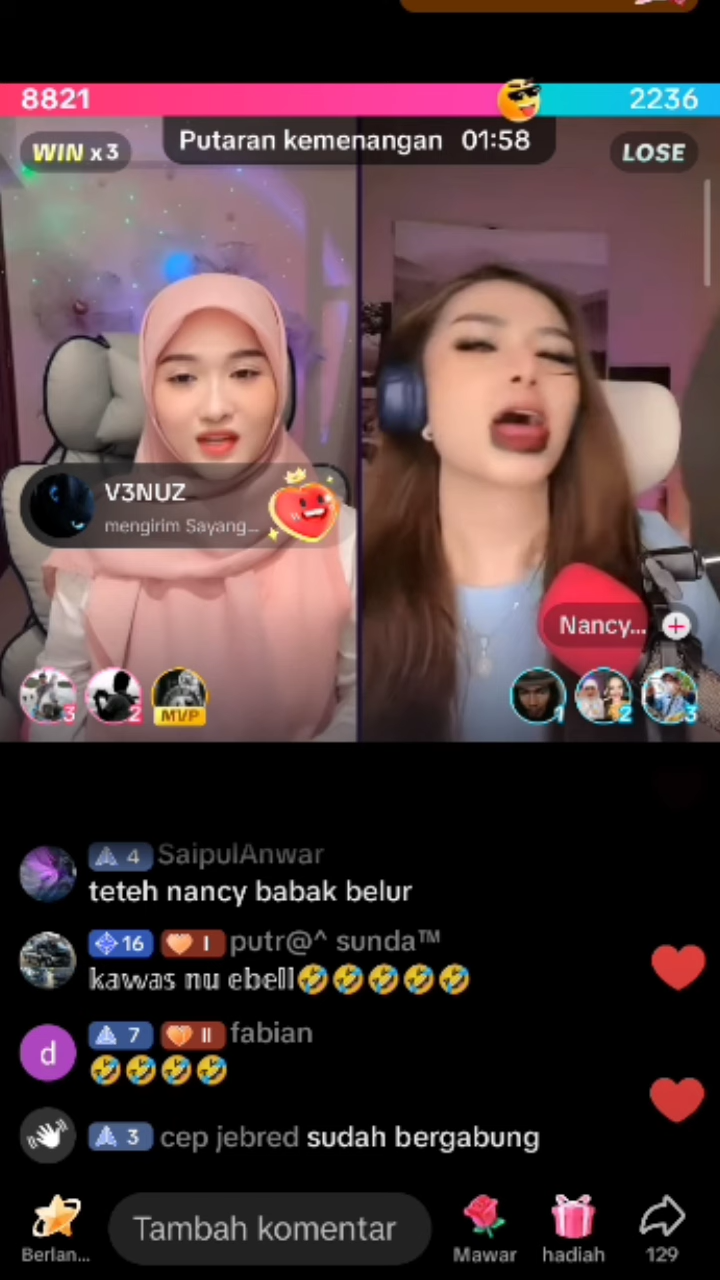 8821
2236
WIN x3
Putaran kemenangan 01:58
LOSE
V3NUZ
mengirim Sayang...
Nancy...
3
2
MVP
1
2
3
4 SaipulAnwar
teteh nancy babak belur
16 I putr@^ sunda™
𝕜𝕒𝕨𝕒𝕤 𝕟𝕦 𝕖𝕓𝕖𝕝𝕝🤣🤣🤣🤣🤣
d
7 II fabian
🤣🤣🤣🤣
3 cep jebred sudah bergabung
Berlan...
Tambah komentar
Mawar
hadiah
129